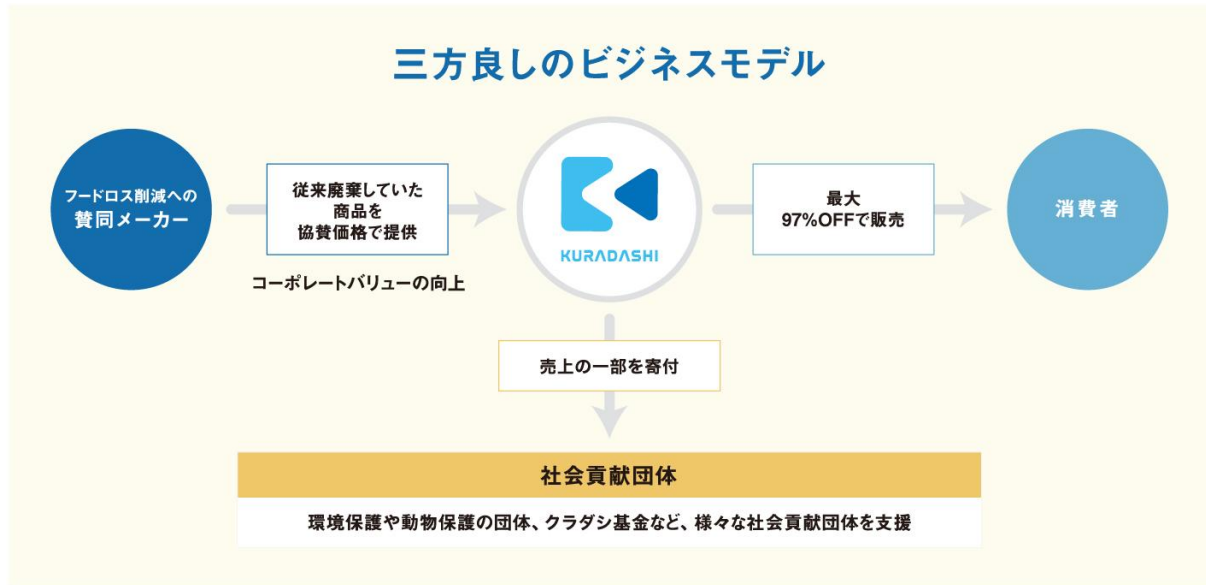 三方良しのビジネスモデル
フードロス削減への
賛同メーカー
従来廃棄していた
商品を
協賛価格で提供
コーポレートバリューの向上
KURADASHI
最大
97%OFFで販売
消費者
売上の一部を寄付
社会貢献団体
環境保護や動物保護の団体、クラダシ基金など、様々な社会貢献団体を支援